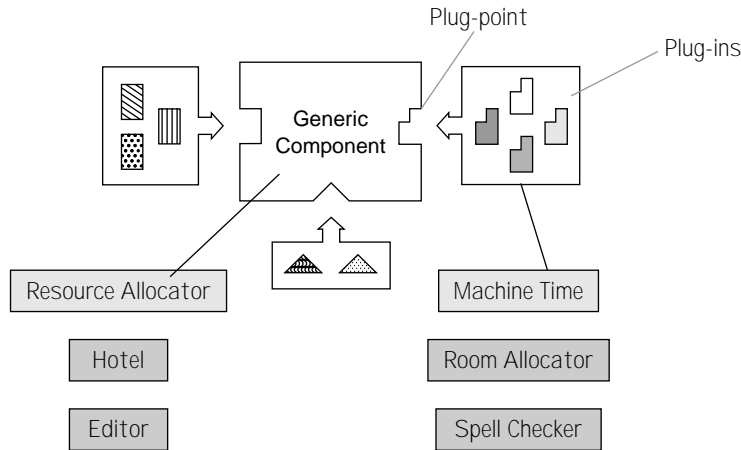 Plug-point
Plug-ins
Generic
Component
Resource Allocator
Machine Time
Hotel
Room Allocator
Editor
Spell Checker